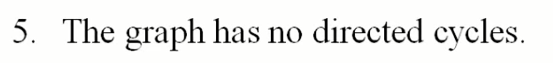 5. The graph has no directed cycles.